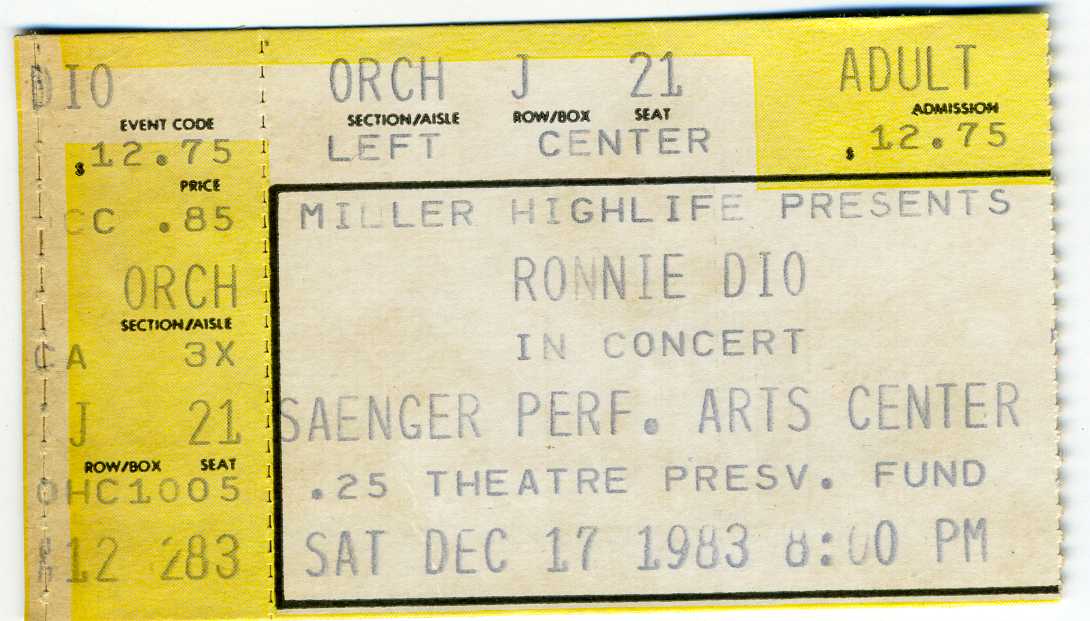 DIO
EVENT CODE
$12.75
PRICE
CC .85
ORCH
SECTION/AISLE
CA 3X
J 21
ROW/BOX SEAT
OHC1005
12 283
ORCH J 21 ADULT
SECTION/AISLE ROW/BOX SEAT ADMISSION
LEFT CENTER $12.75
MILLER HIGHLIFE PRESENTS
RONNIE DIO
IN CONCERT
SAENGER PERF. ARTS CENTER
.25 THEATRE PRESV. FUND
SAT DEC 17 1983 8:00 PM